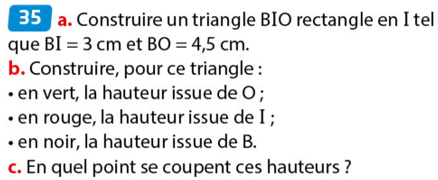 35 a. Construire un triangle BIO rectangle en I tel
que BI = 3 cm et BO = 4,5 cm.
b. Construire, pour ce triangle :
• en vert, la hauteur issue de O ;
• en rouge, la hauteur issue de I ;
• en noir, la hauteur issue de B.
c. En quel point se coupent ces hauteurs ?